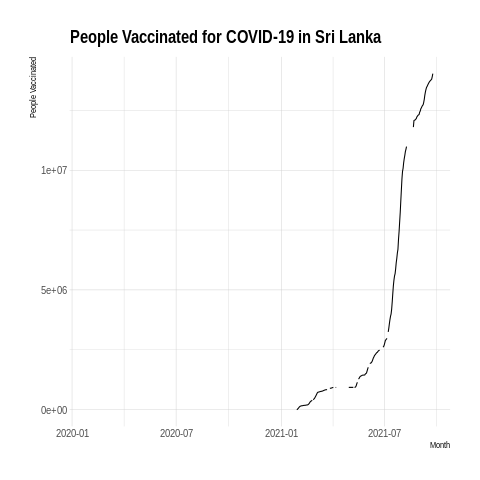 People Vaccinated for COVID-19 in Sri Lanka
People Vaccinated
1e+07
5e+06
0e+00
2020-01 2020-07 2021-01 2021-07
Month